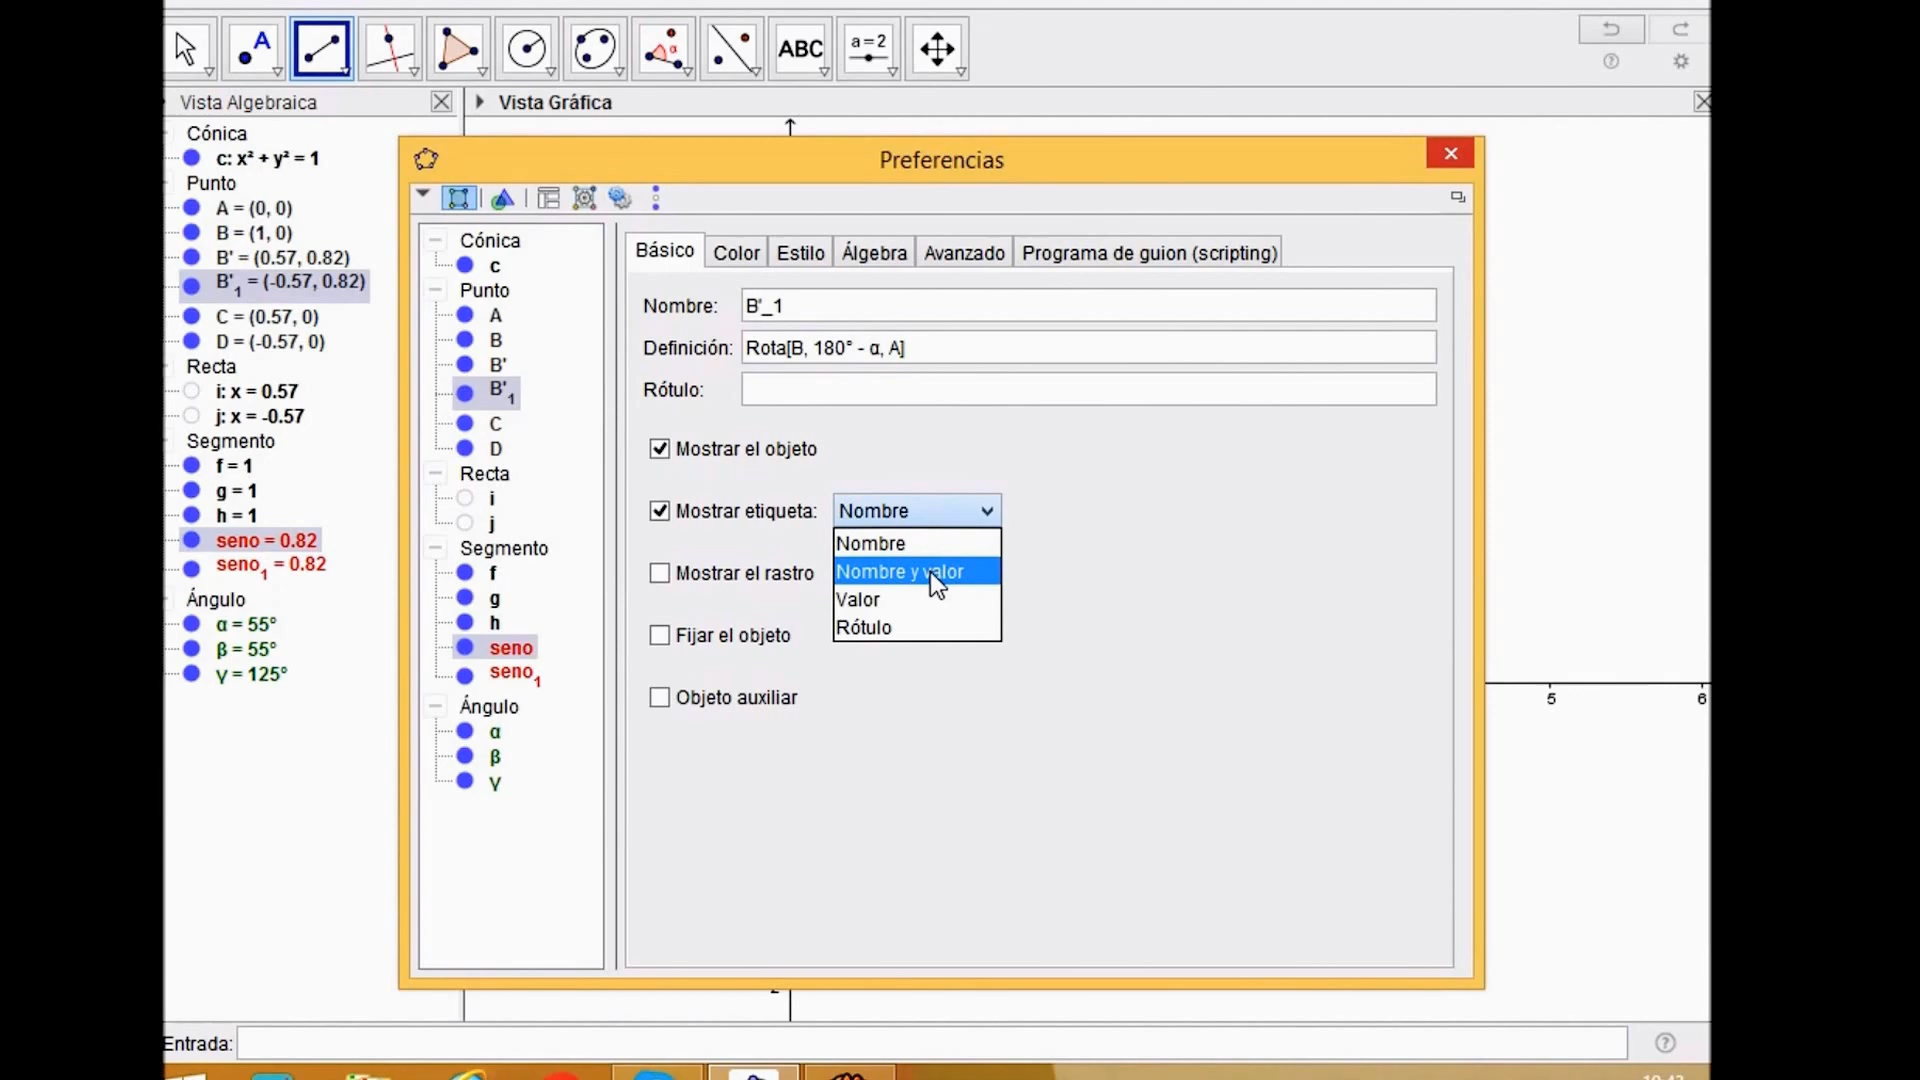 A
ABC
α
a=2
Vista Algebraica
Vista Gráfica
Cónica
c: x² + y² = 1
Punto
A = (0, 0)
B = (1, 0)
B' = (0.57, 0.82)
B'1 = (-0.57, 0.82)
C = (0.57, 0)
D = (-0.57, 0)
Recta
i: x = 0.57
j: x = -0.57
Segmento
f = 1
g = 1
h = 1
seno = 0.82
seno1 = 0.82
Ángulo
α = 55°
β = 55°
γ = 125°
Preferencias
Cónica
c
Punto
A
B
B'
B'1
C
D
Recta
i
j
Segmento
f
g
h
seno
seno1
Ángulo
α
β
γ
Básico Color Estilo Álgebra Avanzado Programa de guion (scripting)
Nombre: B'_1
Definición: Rota[B, 180° - α, A]
Rótulo:
Mostrar el objeto
Mostrar etiqueta: Nombre
Nombre
Nombre y valor
Valor
Rótulo
Mostrar el rastro
Fijar el objeto
Objeto auxiliar
5 6
Entrada: